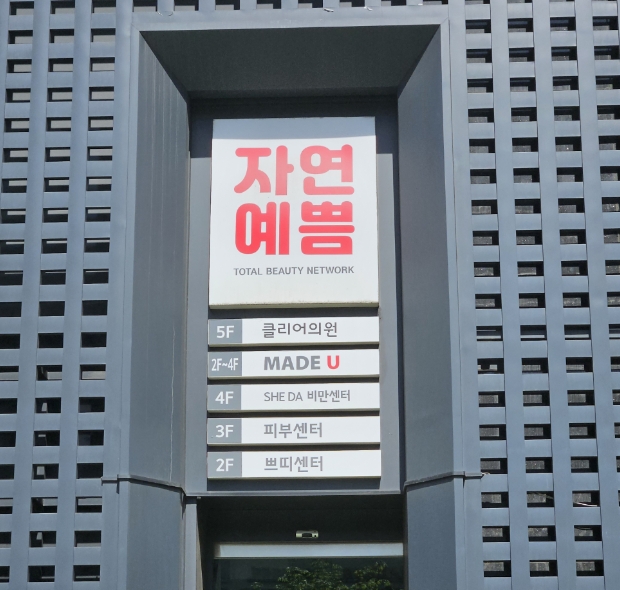 자연
예쁨
TOTAL BEAUTY NETWORK
5F 클리어의원
2F~4F MADE U
4F SHE DA 비만센터
3F 피부센터
2F 쁘띠센터